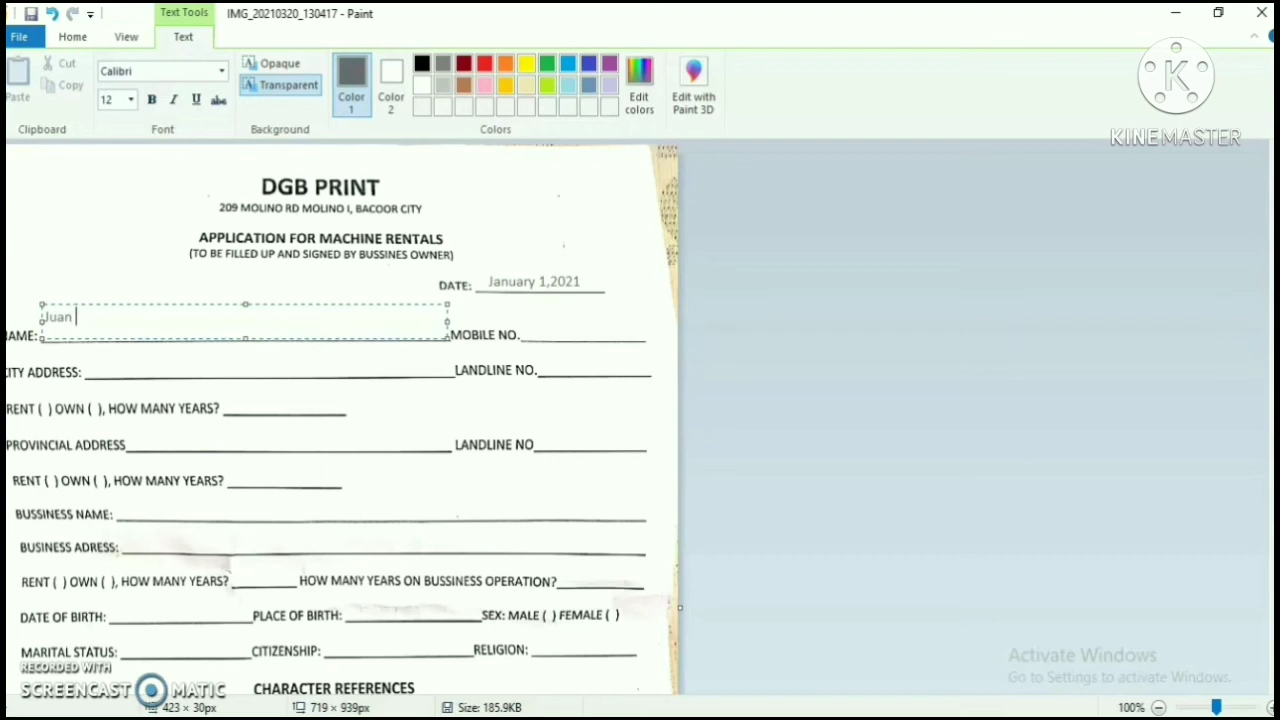 Text Tools
IMG_20210320_130417 - Paint
File Home View Text
Paste
Cut
Copy
Clipboard
Calibri
12 B I U abc
Font
Opaque
Transparent
Background
Color 1
Color 2
Edit colors
Colors
Edit with Paint 3D
K
KINEMASTER
DGB PRINT
209 MOLINO RD MOLINO I, BACOOR CITY
APPLICATION FOR MACHINE RENTALS
(TO BE FILLED UP AND SIGNED BY BUSSINES OWNER)
DATE: January 1,2021
Juan
AME: MOBILE NO.
CITY ADDRESS: LANDLINE NO.
RENT ( ) OWN ( ), HOW MANY YEARS?
PROVINCIAL ADDRESS LANDLINE NO
RENT ( ) OWN ( ), HOW MANY YEARS?
BUSSINESS NAME:
BUSINESS ADRESS:
RENT ( ) OWN ( ), HOW MANY YEARS? HOW MANY YEARS ON BUSSINESS OPERATION?
DATE OF BIRTH: PLACE OF BIRTH: SEX: MALE ( ) FEMALE ( )
MARITAL STATUS: CITIZENSHIP: RELIGION:
CHARACTER REFERENCES
RECORDED WITH
SCREENCAST MATIC
Activate Windows
Go to Settings to activate Windows.
423 × 30px 719 × 939px Size: 185.9KB 100%